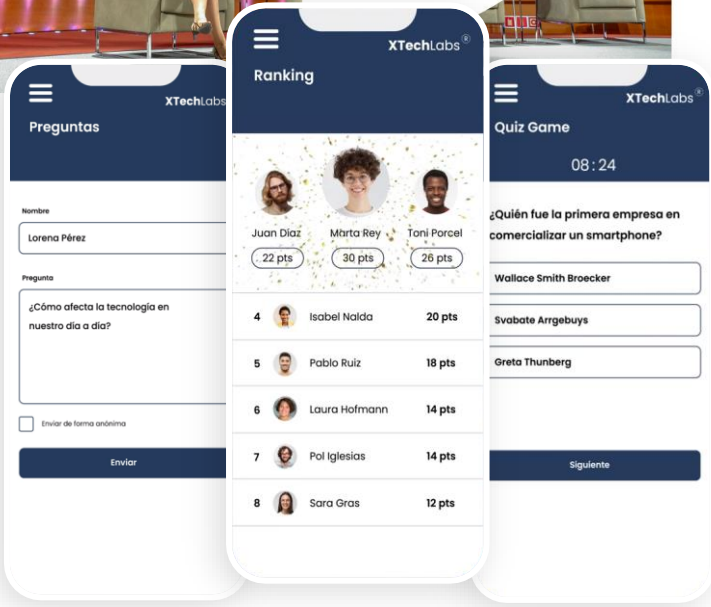 XTechLabs
Preguntas
Nombre
Lorena Pérez
Pregunta
¿Cómo afecta la tecnología en
nuestro día a día?
Enviar de forma anónima
Enviar
XTechLabs®
Ranking
Juan Díaz
22 pts
Marta Rey
30 pts
Toni Porcel
26 pts
4 Isabel Nalda 20 pts
5 Pablo Ruiz 18 pts
6 Laura Hofmann 14 pts
7 Pol Iglesias 14 pts
8 Sara Gras 12 pts
XTechLabs®
Quiz Game
08:24
¿Quién fue la primera empresa en
comercializar un smartphone?
Wallace Smith Broecker
Svabate Arrgebuys
Greta Thunberg
Siguiente